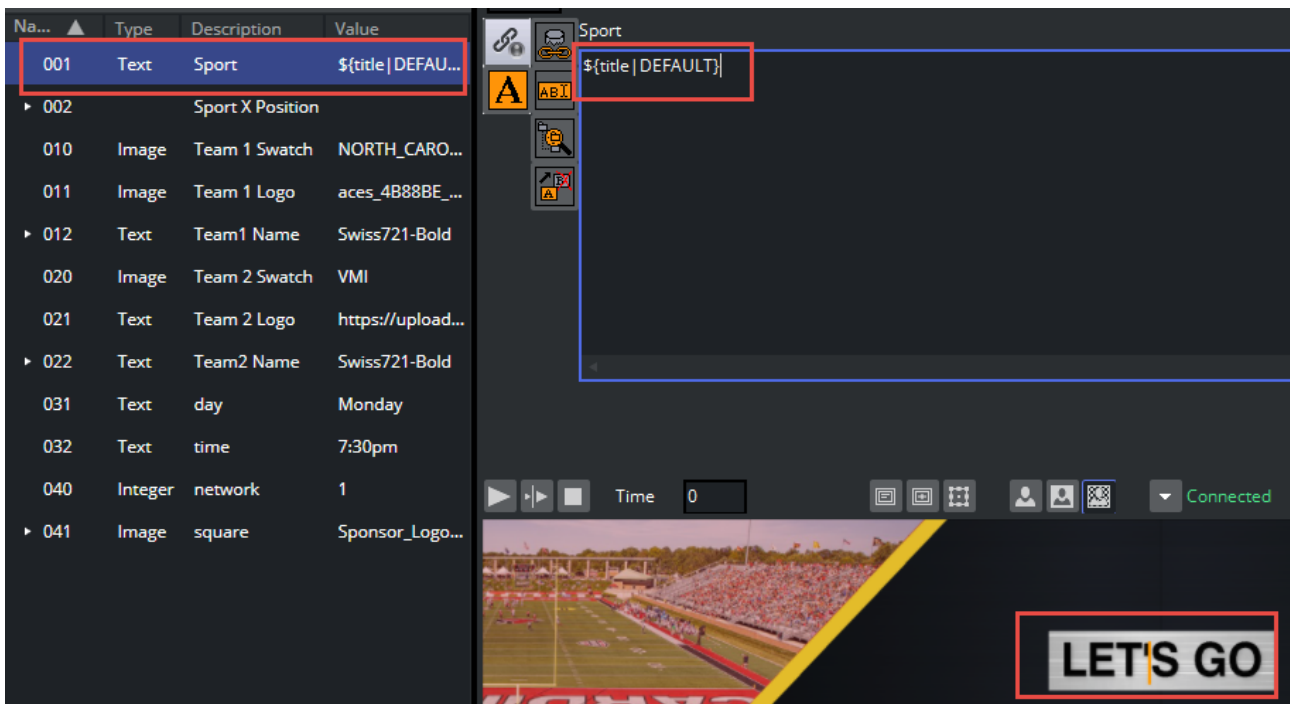 Na... Type Description Value
001 Text Sport ${title|DEFAU...
002 Sport X Position
010 Image Team 1 Swatch NORTH_CARO...
011 Image Team 1 Logo aces_4B88BE_...
012 Text Team1 Name Swiss721-Bold
020 Image Team 2 Swatch VMI
021 Text Team 2 Logo https://upload...
022 Text Team2 Name Swiss721-Bold
031 Text day Monday
032 Text time 7:30pm
040 Integer network 1
041 Image square Sponsor_Logo...
Sport
${title|DEFAULT}
A ABI
A B
Time 0
Connected
LET'S GO